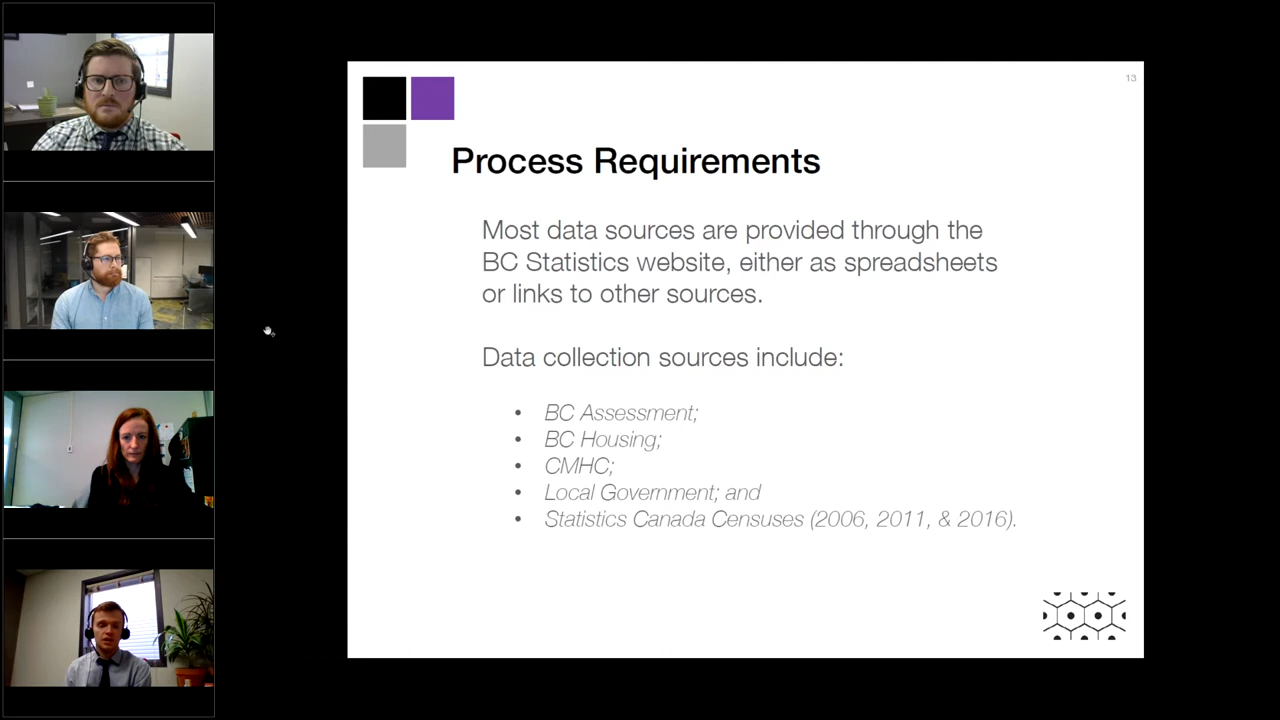 13
Process Requirements
Most data sources are provided through the
BC Statistics website, either as spreadsheets
or links to other sources.
Data collection sources include:
• BC Assessment;
• BC Housing;
• CMHC;
• Local Government; and
• Statistics Canada Censuses (2006, 2011, & 2016).